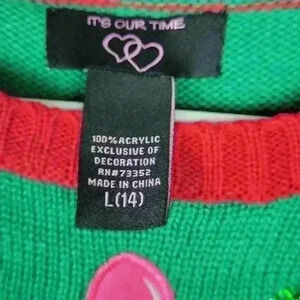 IT'S OUR TIME
100% ACRYLIC
EXCLUSIVE OF
DECORATION
RN#73352
MADE IN CHINA
L(14)